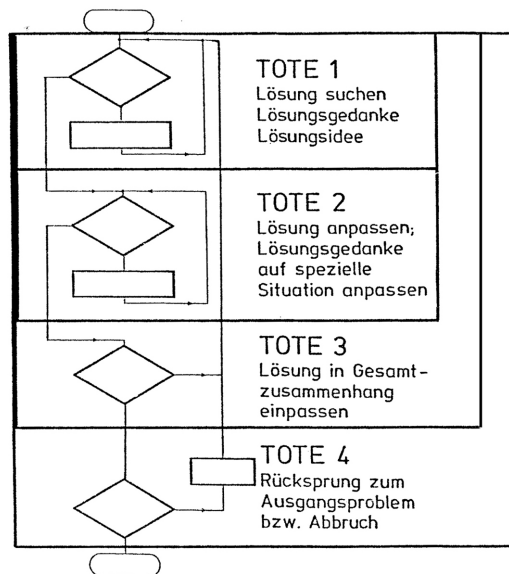 TOTE 1
Lösung suchen
Lösungsgedanke
Lösungsidee
TOTE 2
Lösung anpassen;
Lösungsgedanke
auf spezielle
Situation anpassen
TOTE 3
Lösung in Gesamt-
zusammenhang
einpassen
TOTE 4
Rücksprung zum
Ausgangsproblem
bzw. Abbruch